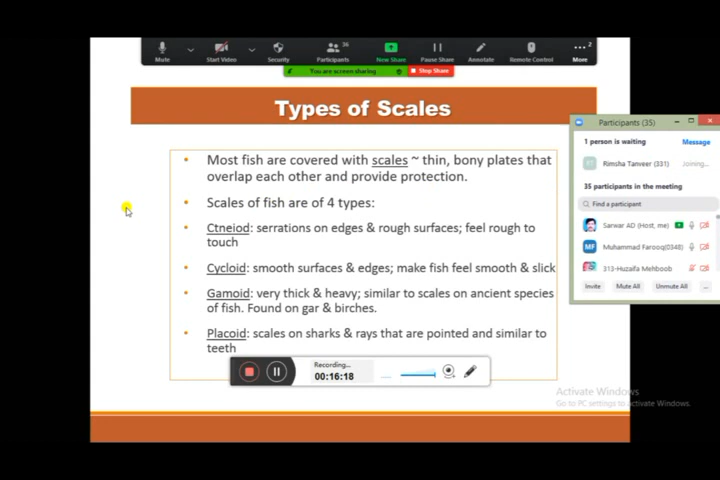 36
2
Mute
Start Video
Security
Participants
New Share
Pause Share
Annotate
Remote Control
More
You are screen sharing
Stop Share
Types of Scales
Most fish are covered with scales ~ thin, bony plates that
overlap each other and provide protection.
Scales of fish are of 4 types:
Ctneiod: serrations on edges & rough surfaces; feel rough to
touch
Cycloid: smooth surfaces & edges; make fish feel smooth & slick
Gamoid: very thick & heavy; similar to scales on ancient species
of fish. Found on gar & birches.
Placoid: scales on sharks & rays that are pointed and similar to
teeth
Participants (35)
1 person is waiting
Message
RT
Rimsha Tanveer (331)
Joining...
35 participants in the meeting
Find a participant
Sarwar AD (Host, me)
MF
Muhammad Farooq(0348)
313-Huzaifa Mehboob
Invite
Mute All
Unmute All
...
Recording...
00:16:18
Activate Windows
Go to PC settings to activate Windows.